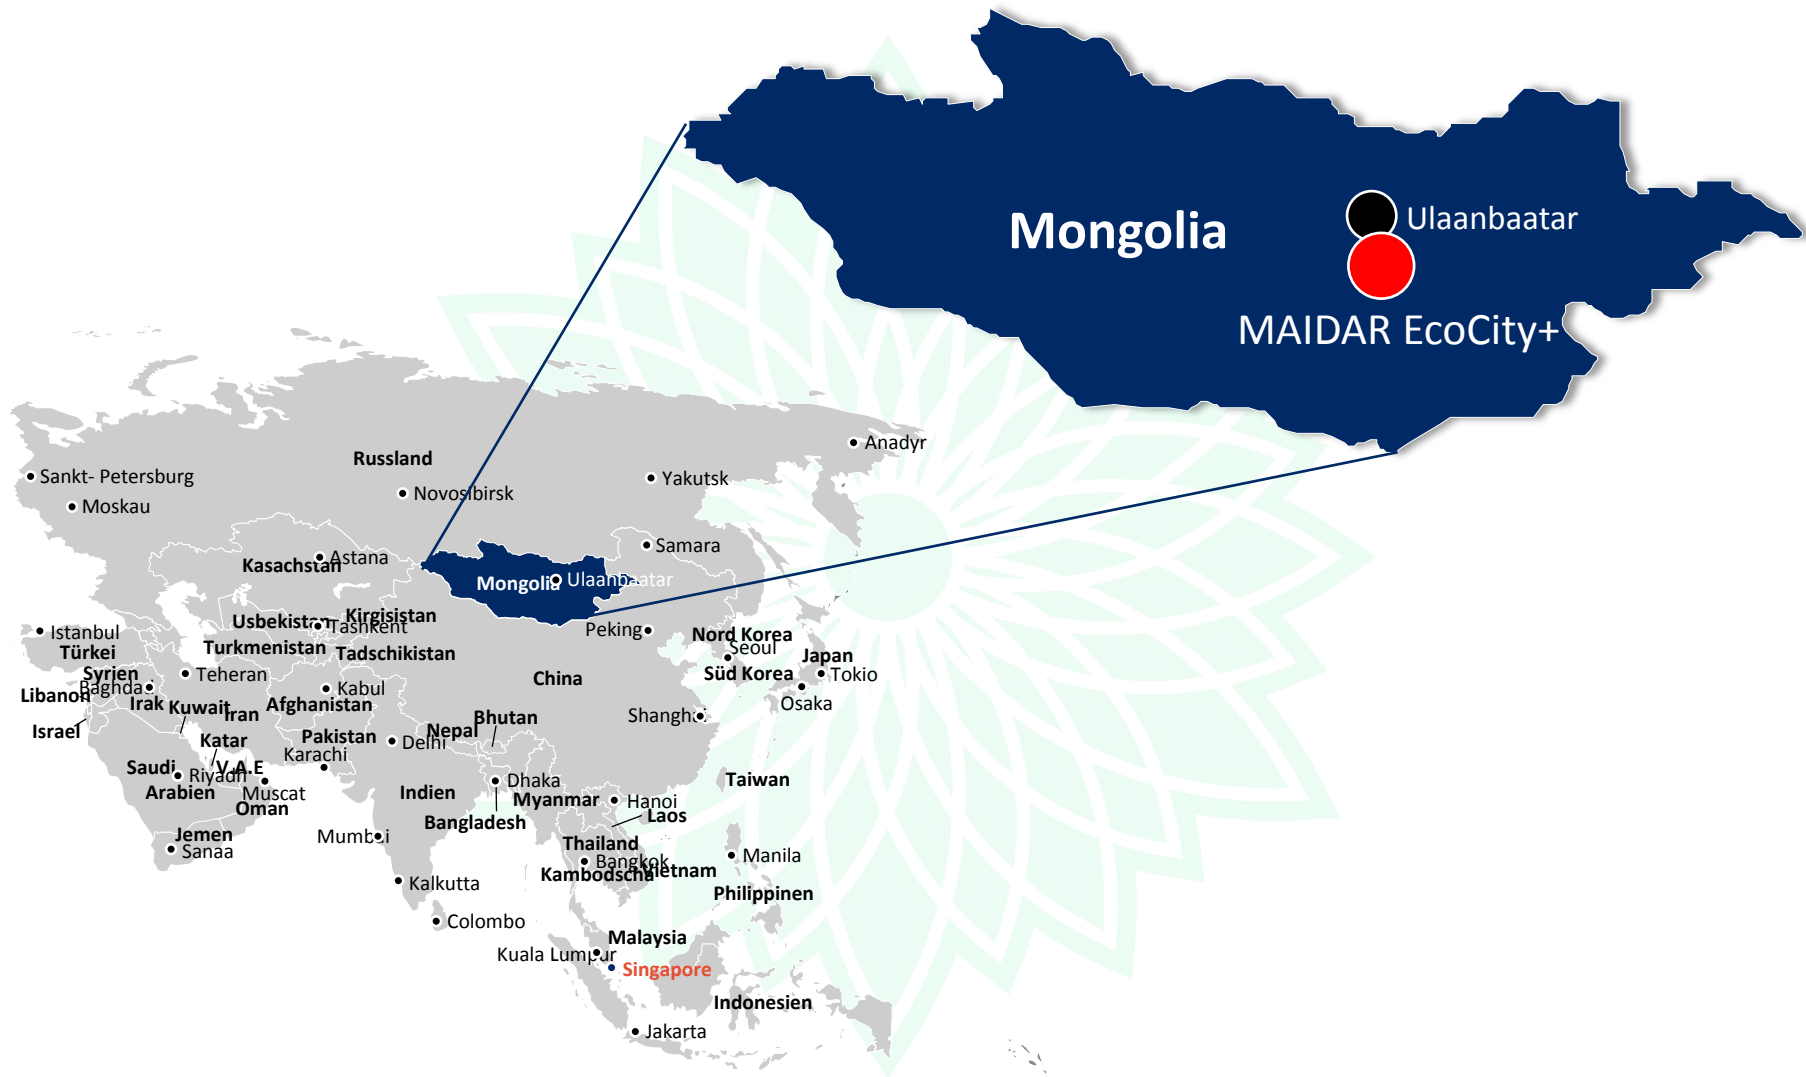 Mongolia
Ulaanbaatar
MAIDAR EcoCity+
Anadyr
Russland
Sankt- Petersburg
Novosibirsk
Yakutsk
Moskau
Samara
Astana
Kasachstan
Mongolia
Ulaanbaatar
Kirgisistan
Usbekistan
Tashkent
Istanbul
Peking
Nord Korea
Seoul
Türkei
Turkmenistan
Tadschikistan
Japan
Syrien
Teheran
China
Süd Korea
Tokio
Baghdad
Kabul
Libanon
Irak
Kuwait
Iran
Afghanistan
Osaka
Shanghai
Bhutan
Israel
Nepal
Katar
Pakistan
Delhi
Karachi
Saudi
Arabien
Riyadh
V.A.E
Taiwan
Dhaka
Muscat
Indien
Myanmar
Hanoi
Oman
Laos
Bangladesh
Jemen
Mumbai
Thailand
Sanaa
Bangkok
Manila
Kambodscha
Vietnam
Kalkutta
Philippinen
Colombo
Malaysia
Kuala Lumpur
Singapore
Indonesien
Jakarta